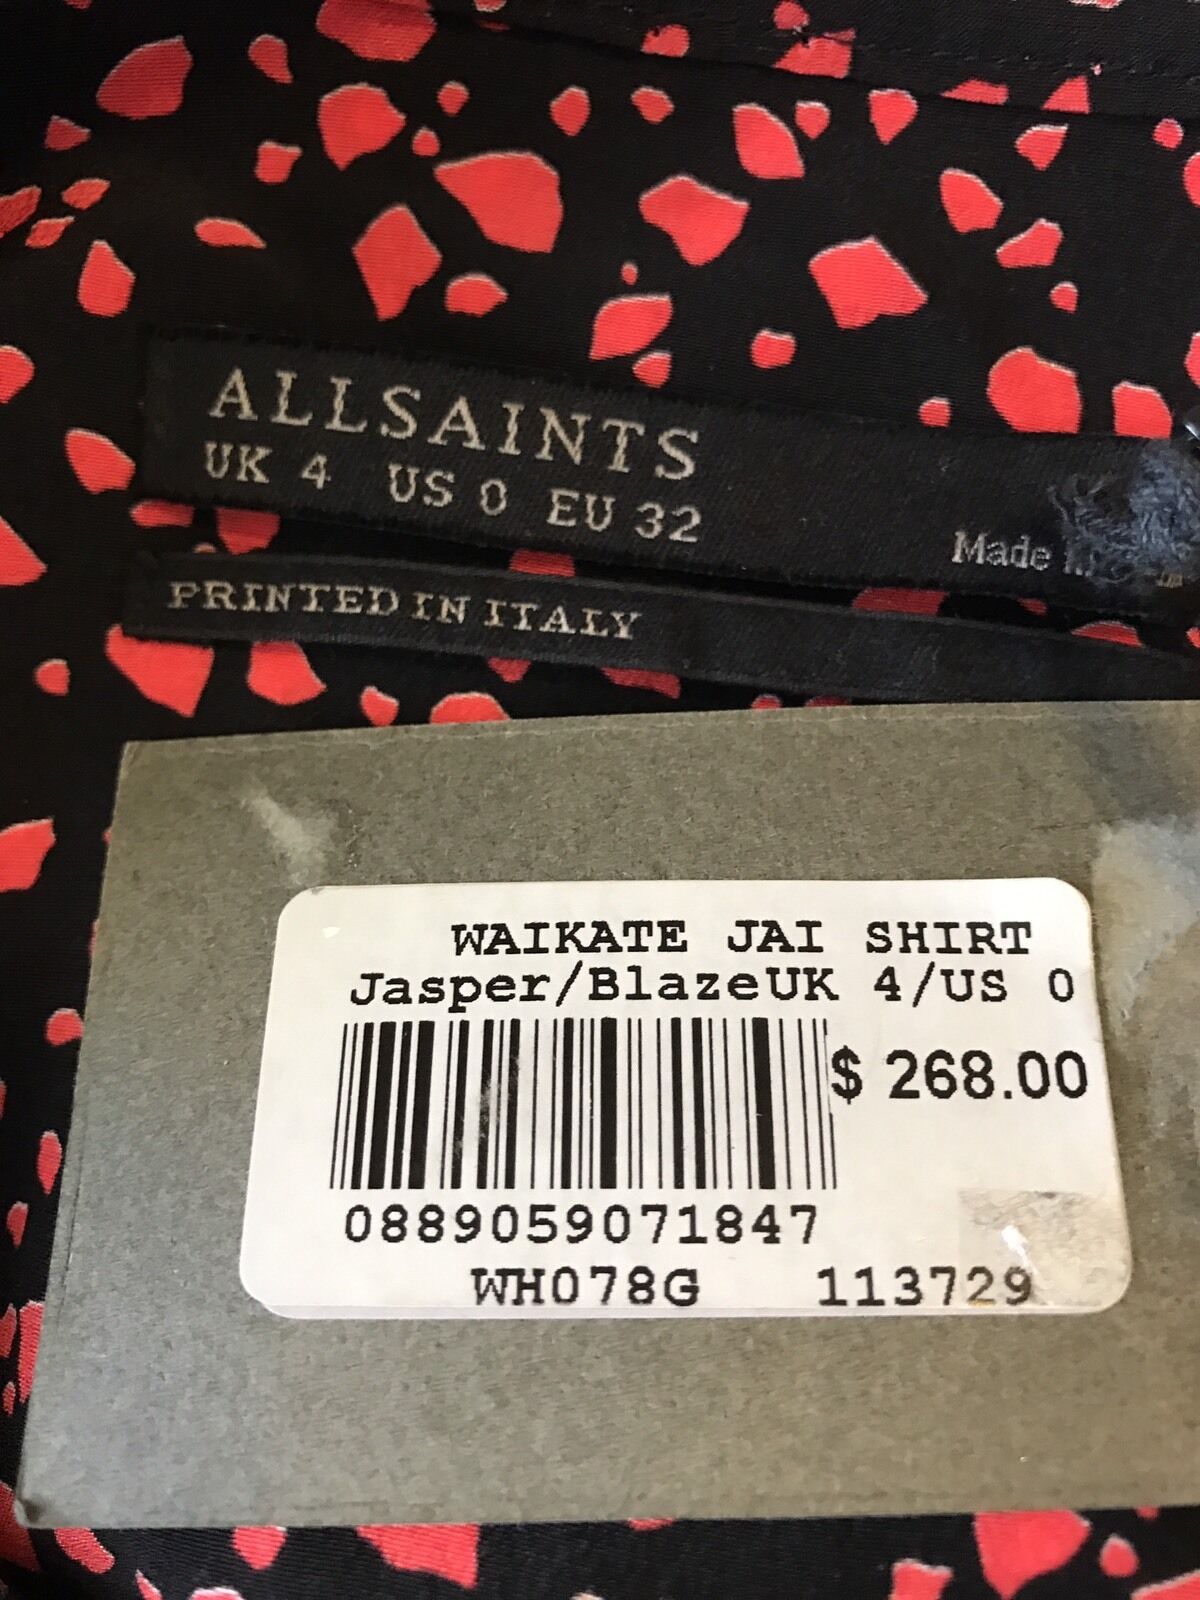 ALLSAINTS
UK 4 US 0 EU 32
Made
PRINTED IN ITALY
WAIKATE JAI SHIRT
Jasper/BlazeUK 4/US 0
$ 268.00
0889059071847
WH078G 113729